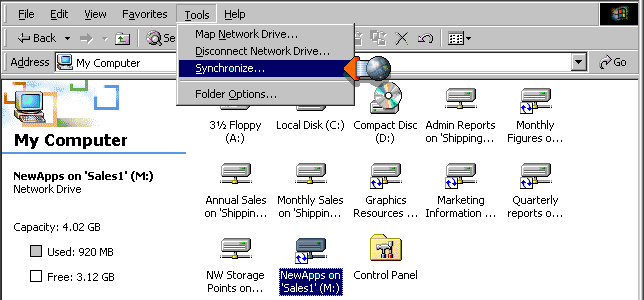 File Edit View Favorites Tools Help
Map Network Drive...
Disconnect Network Drive...
Synchronize...
Folder Options...
Back
Address My Computer Go
My Computer
NewApps on 'Sales1' (M:)
Network Drive
Capacity: 4.02 GB
Used: 920 MB
Free: 3.12 GB
3½ Floppy
(A:)
Local Disk (C:)
Compact Disc
(D:)
Admin Reports
on 'Shipping...
Monthly
Figures o...
Annual Sales
on 'Shippin...
Monthly Sales
on 'Shippin...
Graphics
Resources ...
Marketing
Information ...
Quarterly
reports o...
NW Storage
Points on ...
NewApps on
'Sales1' (M:)
Control Panel